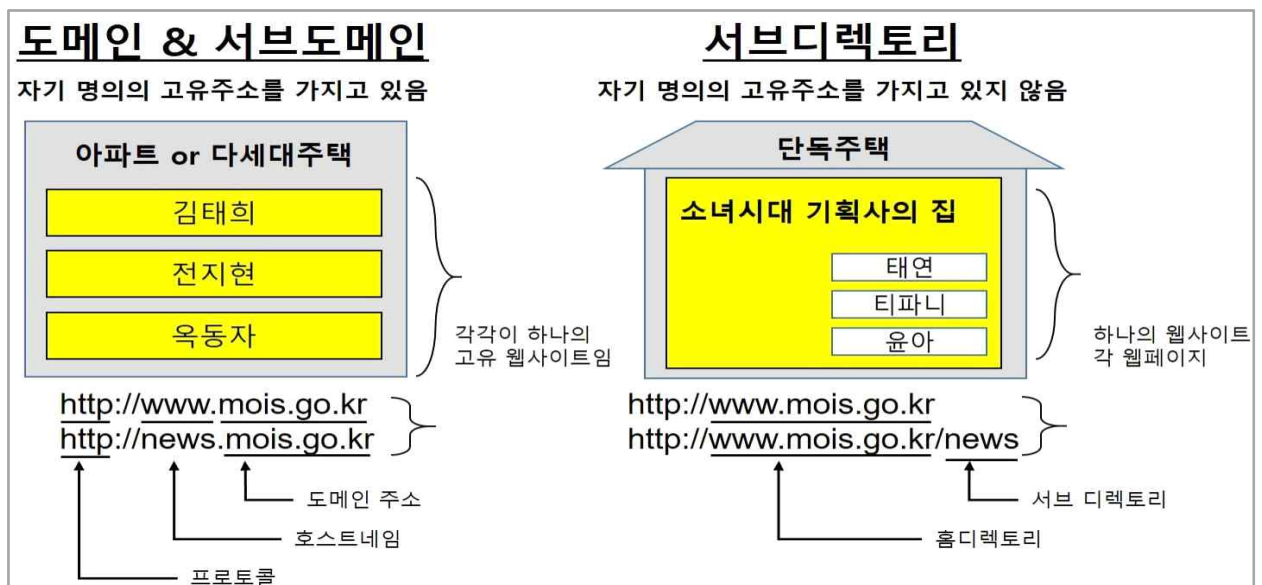 도메인 & 서브도메인
자기 명의의 고유주소를 가지고 있음
아파트 or 다세대주택
김태희
전지현
옥동자
각각이 하나의
고유 웹사이트임
http://www.mois.go.kr
http://news.mois.go.kr
도메인 주소
호스트네임
프로토콜
서브디렉토리
자기 명의의 고유주소를 가지고 있지 않음
단독주택
소녀시대 기획사의 집
태연
티파니
윤아
하나의 웹사이트
각 웹페이지
http://www.mois.go.kr
http://www.mois.go.kr/news
서브 디렉토리
홈디렉토리